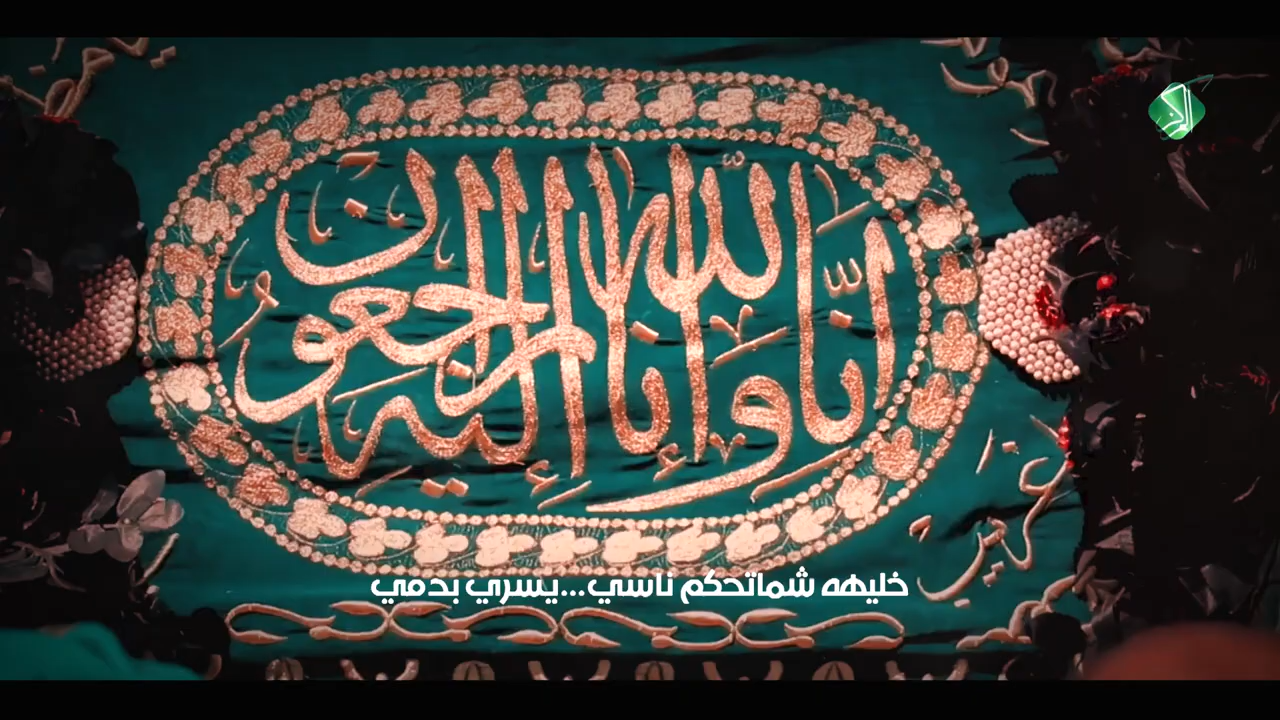 إنا لله وإنا إليه راجعون
خليهه شماتحكم ناسي...يسري بدمي